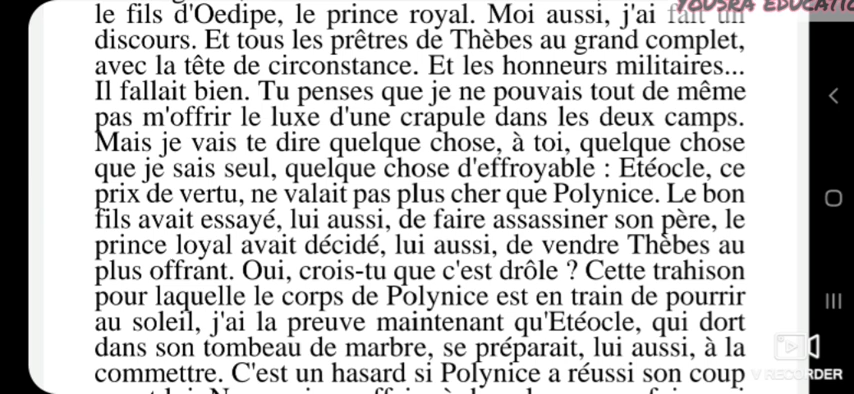 YOUSRA EDUCATIO
le fils d'Oedipe, le prince royal. Moi aussi, j'ai fait un
discours. Et tous les prêtres de Thèbes au grand complet,
avec la tête de circonstance. Et les honneurs militaires...
Il fallait bien. Tu penses que je ne pouvais tout de même
pas m'offrir le luxe d'une crapule dans les deux camps.
Mais je vais te dire quelque chose, à toi, quelque chose
que je sais seul, quelque chose d'effroyable : Etéocle, ce
prix de vertu, ne valait pas plus cher que Polynice. Le bon
fils avait essayé, lui aussi, de faire assassiner son père, le
prince loyal avait décidé, lui aussi, de vendre Thèbes au
plus offrant. Oui, crois-tu que c'est drôle ? Cette trahison
pour laquelle le corps de Polynice est en train de pourrir
au soleil, j'ai la preuve maintenant qu'Etéocle, qui dort
dans son tombeau de marbre, se préparait, lui aussi, à la
commettre. C'est un hasard si Polynice a réussi son coup
V RECORDER